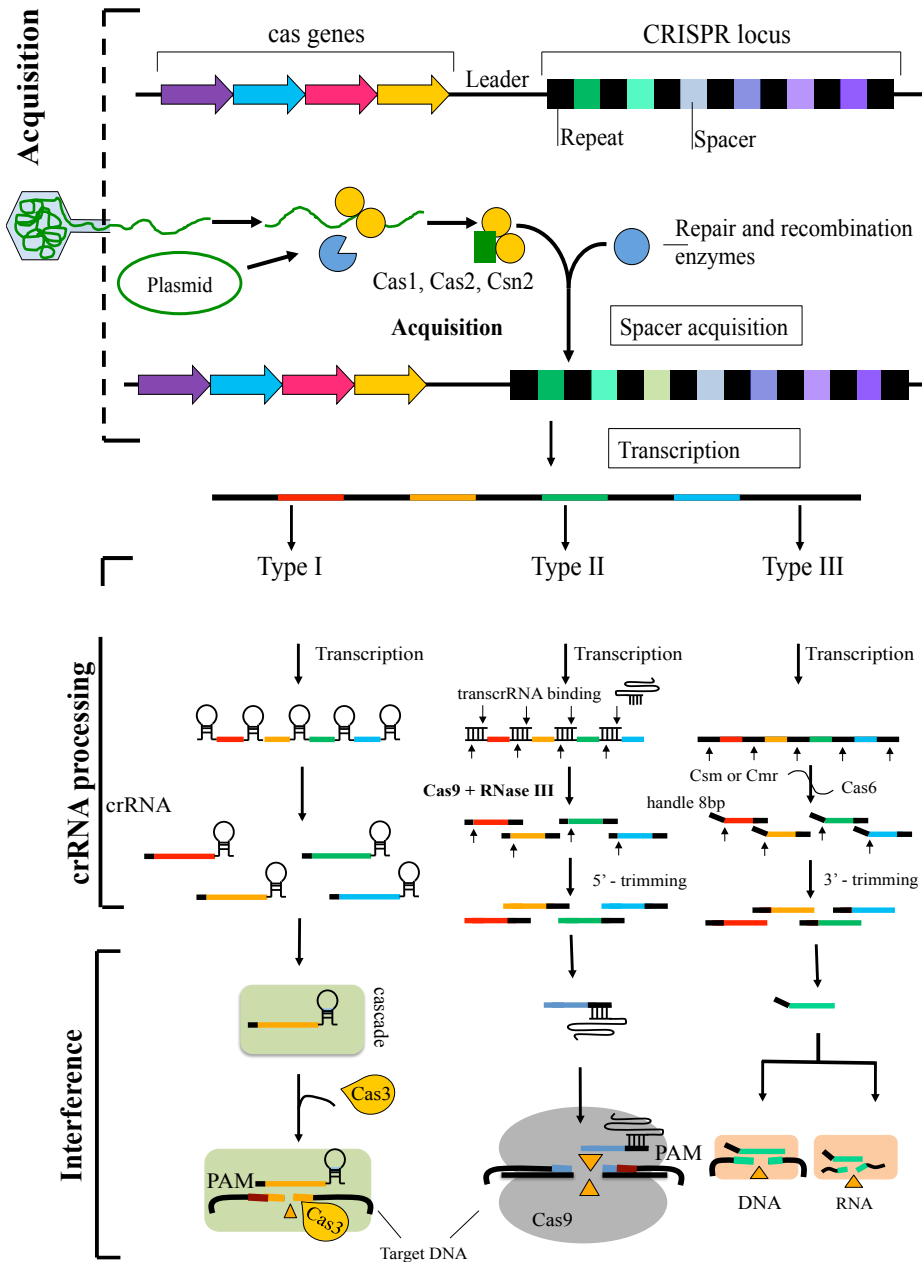 Acquisition
cas genes
Leader
CRISPR locus
Repeat
Spacer
Plasmid
Cas1, Cas2, Csn2
Repair and recombination
enzymes
Acquisition
Spacer acquisition
Transcription
Type I
Type II
Type III
crRNA processing
Transcription
Transcription
Transcription
transcrRNA binding
crRNA
Cas9 + RNase III
Csm or Cmr
Cas6
handle 8bp
5’ - trimming
3’ - trimming
Interference
cascade
Cas3
PAM
Cas3
PAM
Cas9
Target DNA
DNA
RNA